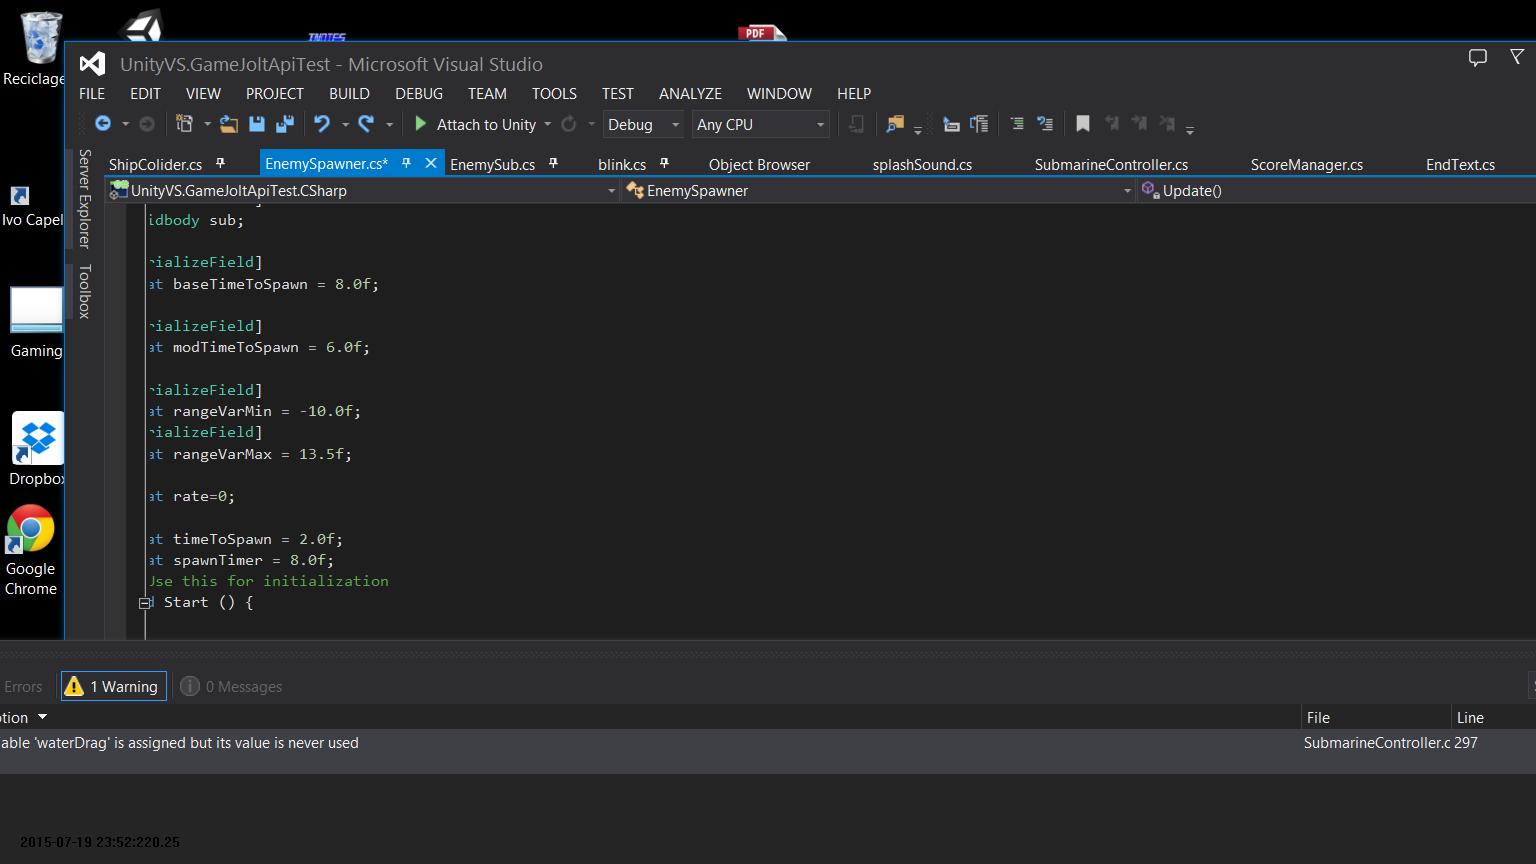 Reciclage
Ivo Capel
Gaming
Dropbox
Google
Chrome
PDF
UnityVS.GameJoltApiTest - Microsoft Visual Studio
FILE EDIT VIEW PROJECT BUILD DEBUG TEAM TOOLS TEST ANALYZE WINDOW HELP
Attach to Unity Debug Any CPU
Server Explorer
Toolbox
ShipColider.cs EnemySpawner.cs* EnemySub.cs blink.cs Object Browser splashSound.cs SubmarineController.cs ScoreManager.cs EndText.cs
UnityVS.GameJoltApiTest.CSharp EnemySpawner Update()
idbody sub;
rializeField]
at baseTimeToSpawn = 8.0f;
rializeField]
at modTimeToSpawn = 6.0f;
rializeField]
at rangeVarMin = -10.0f;
rializeField]
at rangeVarMax = 13.5f;
at rate=0;
at timeToSpawn = 2.0f;
at spawnTimer = 8.0f;
Use this for initialization
d Start () {
Errors 1 Warning 0 Messages
ption File Line
able 'waterDrag' is assigned but its value is never used SubmarineController.c 297
2015-07-19 23:52:220.25